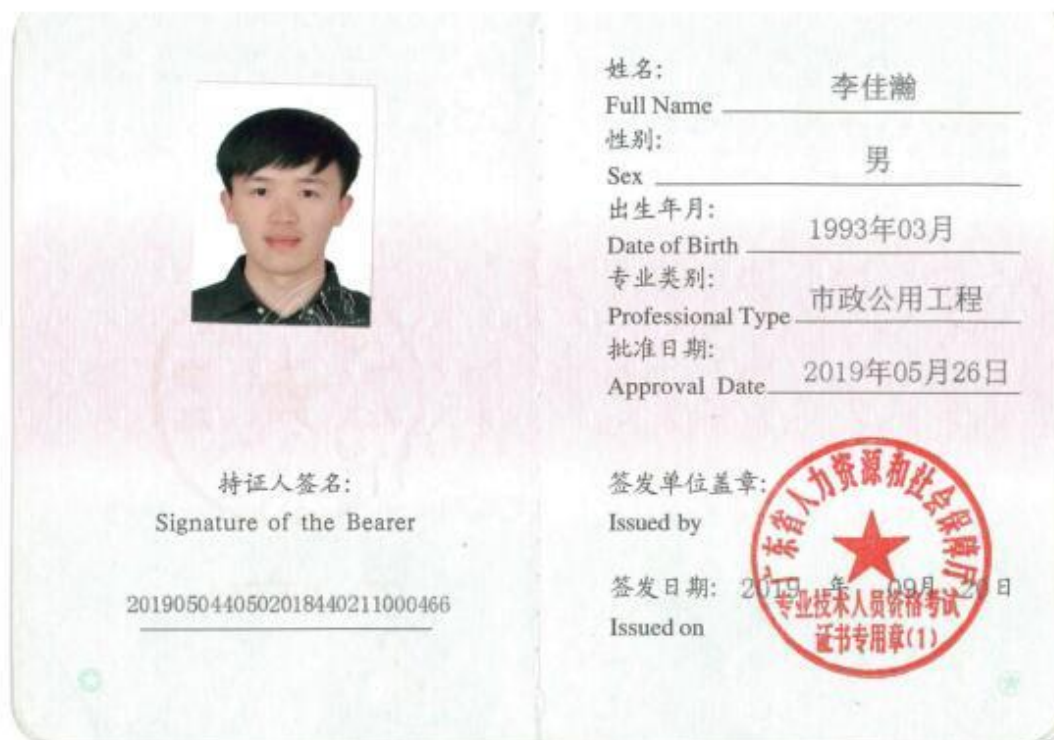 持证人签名:
Signature of the Bearer
2019050440502018440211000466
姓名:
李佳瀚
Full Name
性别:
男
Sex
出生年月:
1993年03月
Date of Birth
专业类别:
市政公用工程
Professional Type
批准日期:
2019年05月26日
Approval Date
签发单位盖章:
Issued by
广东省人力资源和社会保障厅
签发日期: 2019 年 09月 20日
专业技术人员资格考试
Issued on
证书专用章(1)